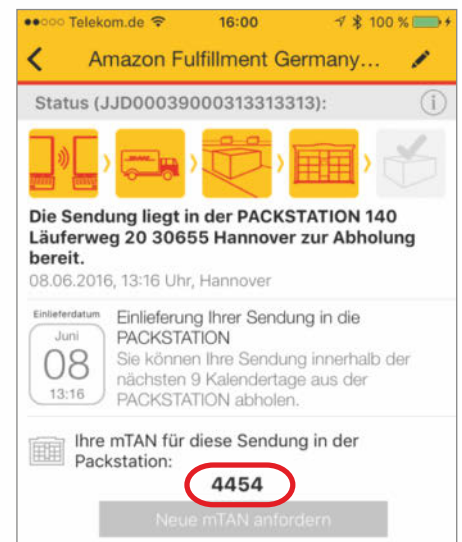 Telekom.de 16:00 100 %
Amazon Fulfillment Germany...
Status (JJD00039000313313313):
Die Sendung liegt in der PACKSTATION 140
Läuferweg 20 30655 Hannover zur Abholung
bereit.
08.06.2016, 13:16 Uhr, Hannover
Einlieferdatum
Juni
08
13:16
Einlieferung Ihrer Sendung in die
PACKSTATION
Sie können Ihre Sendung innerhalb der
nächsten 9 Kalendertage aus der
PACKSTATION abholen.
Ihre mTAN für diese Sendung in der
Packstation:
4454
Neue mTAN anfordern